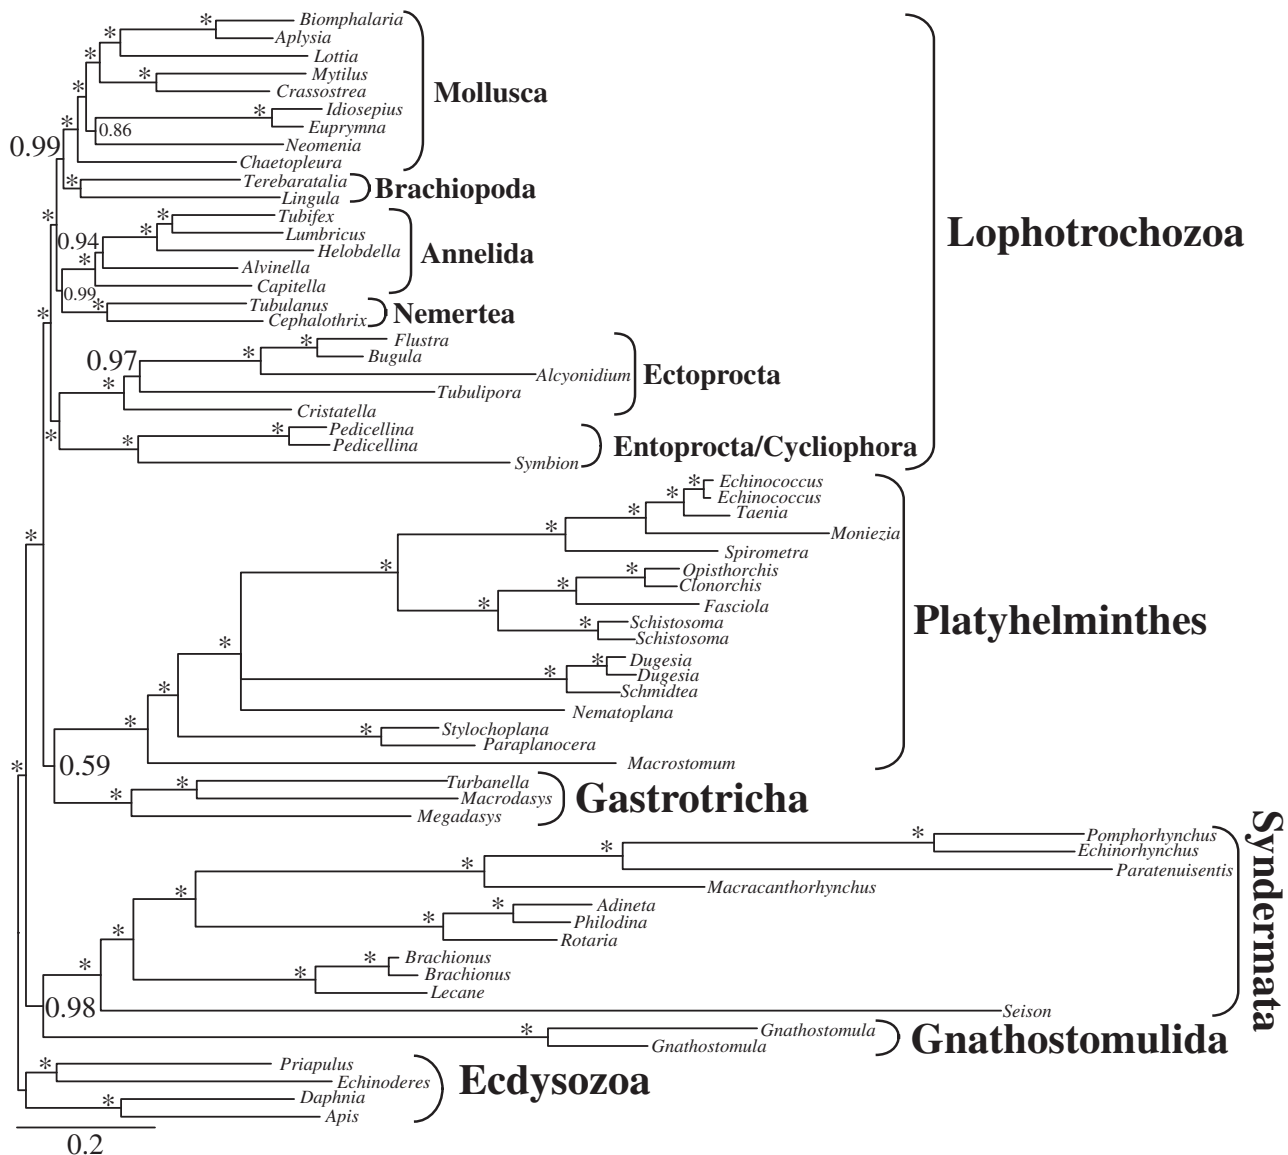 * Biomphalaria
* Aplysia
Lottia
* Mytilus
* Crassostrea
Mollusca
* Idiosepius
* 0.86 Euprymna
0.99 Neomenia
Chaetopleura
* Terebaratalia
Lingula
Brachiopoda
* Tubifex
* Lumbricus
0.94 Helobdella
* Alvinella
Capitella
Annelida
Lophotrochozoa
0.99 * Tubulanus
Cephalothrix
Nemertea
* Flustra
0.97 * Bugula
* Alcyonidium
Tubulipora
Cristatella
Ectoprocta
* Pedicellina
* Pedicellina
Symbion
Entoprocta/Cycliophora
* Echinococcus
* Echinococcus
* Taenia
* Moniezia
Spirometra
* Opisthorchis
* Clonorchis
* Fasciola
* Schistosoma
Schistosoma
Platyhelminthes
* Dugesia
* Dugesia
Schmidtea
Nematoplana
* Stylochoplana
Paraplanocera
0.59 Macrostomum
* Turbanella
* Macrodasys
Megadasys
Gastrotricha
* Pomphorhynchus
* Echinorhynchus
* Paratenuisentis
Macracanthorhynchus
* Adineta
* Philodina
Rotaria
* Brachionus
* Brachionus
Lecane
0.98 Seison
Syndermata
* Gnathostomula
Gnathostomula
Gnathostomulida
* Priapulus
Echinoderes
* Daphnia
Apis
Ecdysozoa
0.2